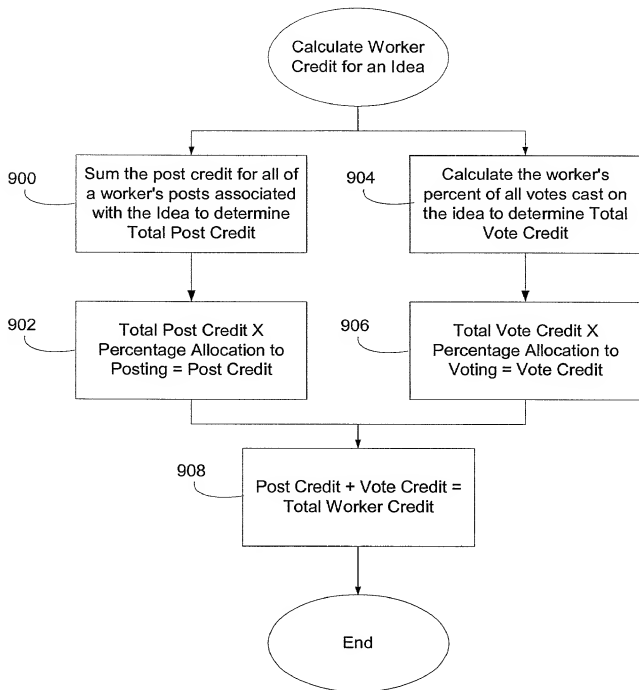 Calculate Worker
Credit for an Idea
900
Sum the post credit for all of
a worker's posts associated
with the Idea to determine
Total Post Credit
904
Calculate the worker's
percent of all votes cast on
the idea to determine Total
Vote Credit
902
Total Post Credit X
Percentage Allocation to
Posting = Post Credit
906
Total Vote Credit X
Percentage Allocation to
Voting = Vote Credit
908
Post Credit + Vote Credit =
Total Worker Credit
End